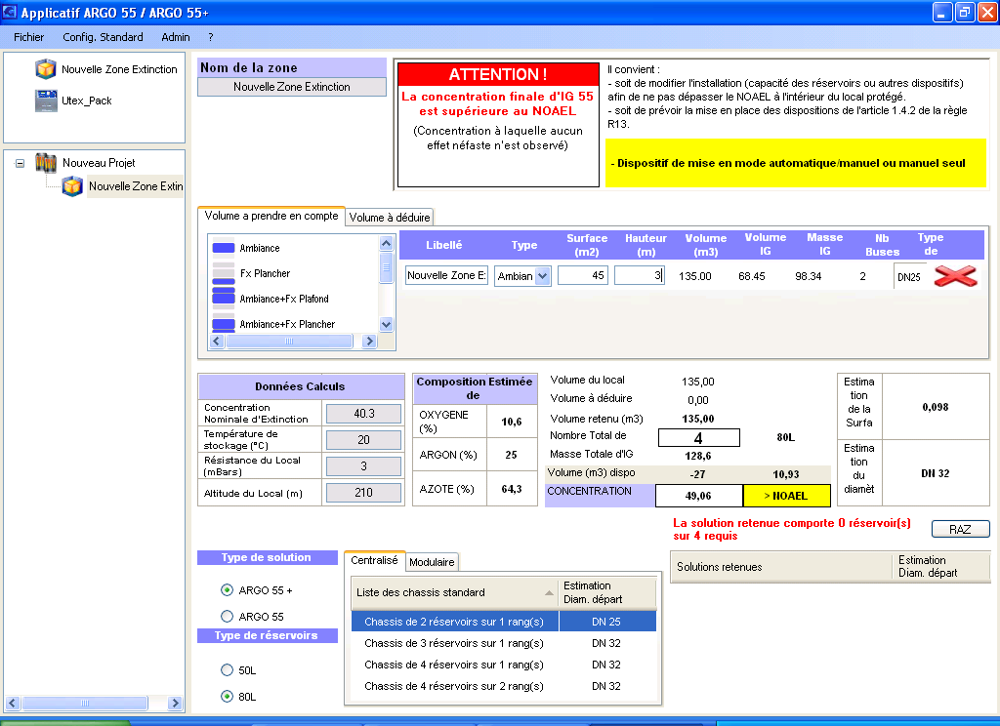 Applicatif ARGO 55 / ARGO 55+
Fichier Config. Standard Admin ?
Nouvelle Zone Extinction
Utex_Pack
Nouveau Projet
Nouvelle Zone Extin
Nom de la zone
Nouvelle Zone Extinction
ATTENTION !
La concentration finale d'IG 55
est supérieure au NOAEL
(Concentration à laquelle aucun
effet néfaste n'est observé)
Il convient :
- soit de modifier l'installation (capacité des réservoirs ou autres dispositifs)
afin de ne pas dépasser le NOAEL à l'intérieur du local protégé.
- soit de prévoir la mise en place des dispositions de l'article 1.4.2 de la règle
R13.
- Dispositif de mise en mode automatique/manuel ou manuel seul
Volume a prendre en compte Volume à déduire
Ambiance
Fx Plancher
Ambiance+Fx Plafond
Ambiance+Fx Plancher
Libellé Type Surface (m2) Hauteur (m) Volume (m3) Volume IG Masse IG Nb Buses Type de
Nouvelle Zone E: Ambian 45 3 135.00 68.45 98.34 2 DN25
Données Calculs
Concentration Nominale d'Extinction 40.3
Température de stockage (°C) 20
Résistance du Local (mBars) 3
Altitude du Local (m) 210
Composition Estimée de
OXYGENE (%) 10,6
ARGON (%) 25
AZOTE (%) 64,3
Volume du local 135,00
Volume à déduire 0,00
Volume retenu (m3) 135,00
Nombre Total de 4 80L
Masse Totale d'IG 128,6
Volume (m3) dispo -27 10,93
CONCENTRATION 49,06 > NOAEL
Estima
tion
de la
Surfa
0,098
Estima
tion
du
diamèt
DN 32
La solution retenue comporte 0 réservoir(s)
sur 4 requis
RAZ
Type de solution
ARGO 55 +
ARGO 55
Type de réservoirs
50L
80L
Centralisé Modulaire
Liste des chassis standard Estimation Diam. départ
Chassis de 2 réservoirs sur 1 rang(s) DN 25
Chassis de 3 réservoirs sur 1 rang(s) DN 32
Chassis de 4 réservoirs sur 1 rang(s) DN 32
Chassis de 4 réservoirs sur 2 rang(s) DN 32
Solutions retenues Estimation Diam. départ